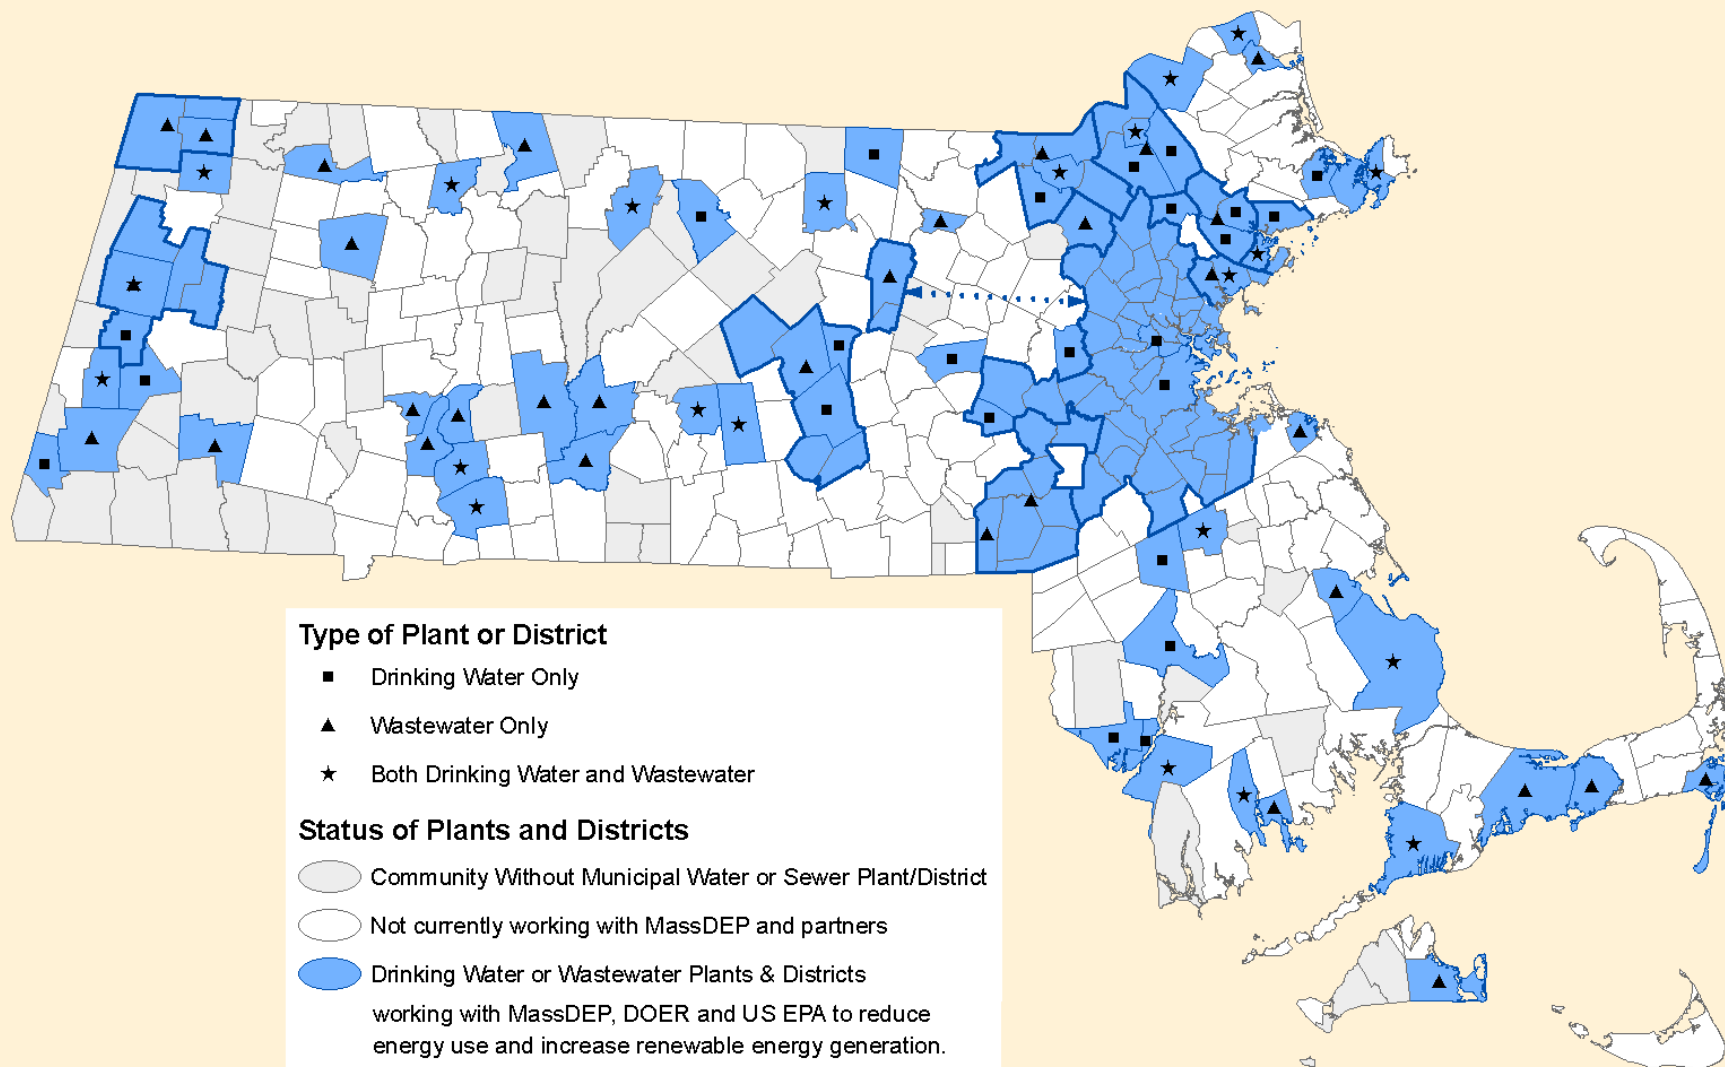 Type of Plant or District
Drinking Water Only
Wastewater Only
Both Drinking Water and Wastewater
Status of Plants and Districts
Community Without Municipal Water or Sewer Plant/District
Not currently working with MassDEP and partners
Drinking Water or Wastewater Plants & Districts
working with MassDEP, DOER and US EPA to reduce
energy use and increase renewable energy generation.